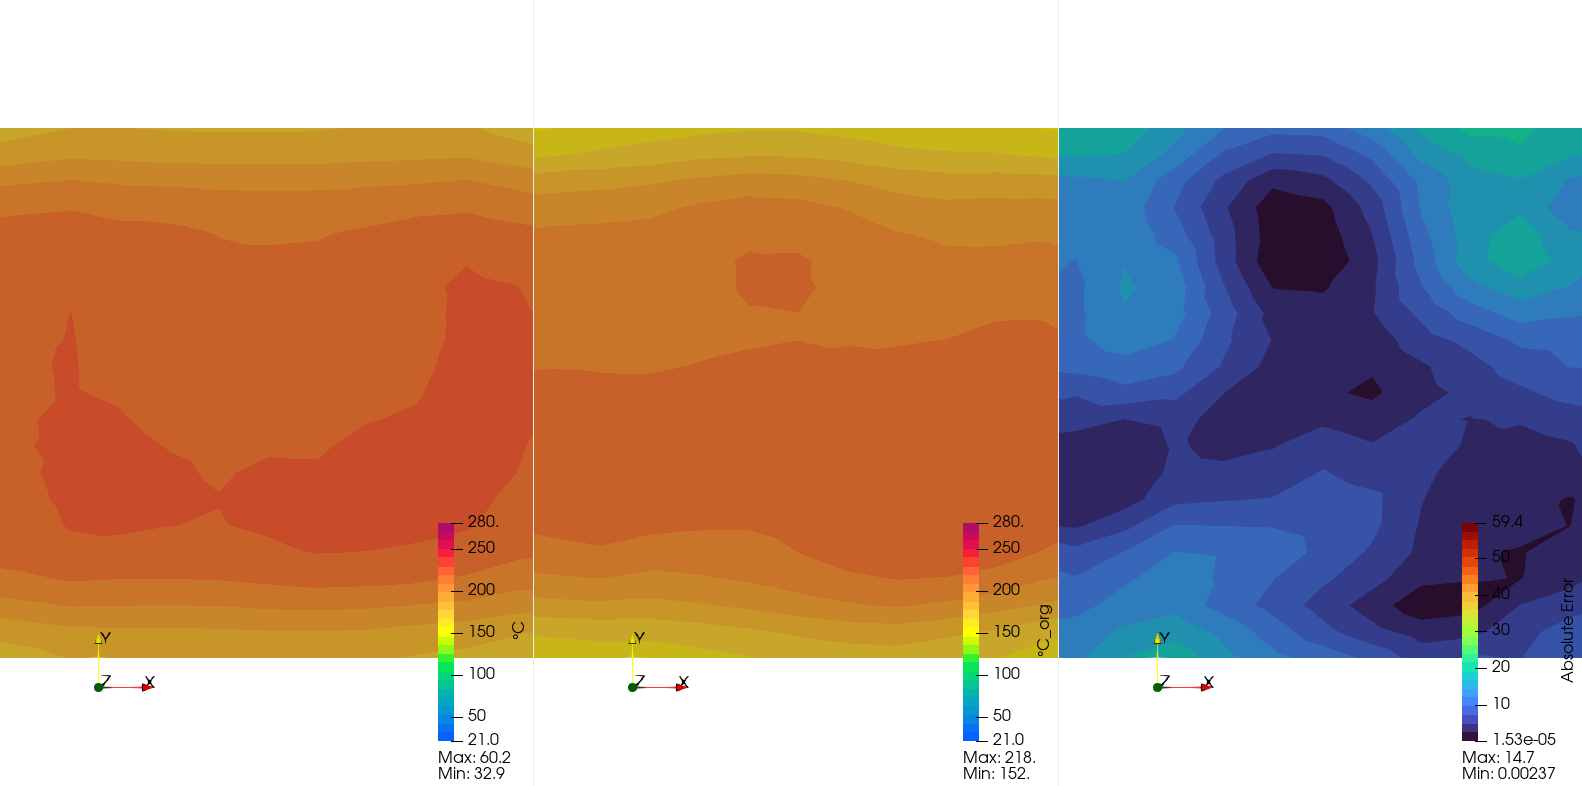 280.
250
200
150
100
50
21.0
°C
Max: 60.2
Min: 32.9
Y
Z
X
280.
250
200
150
100
50
21.0
°C_org
Max: 218.
Min: 152.
Y
Z
X
59.4
50
40
30
20
10
1.53e-05
Absolute Error
Max: 14.7
Min: 0.00237
Y
Z
X